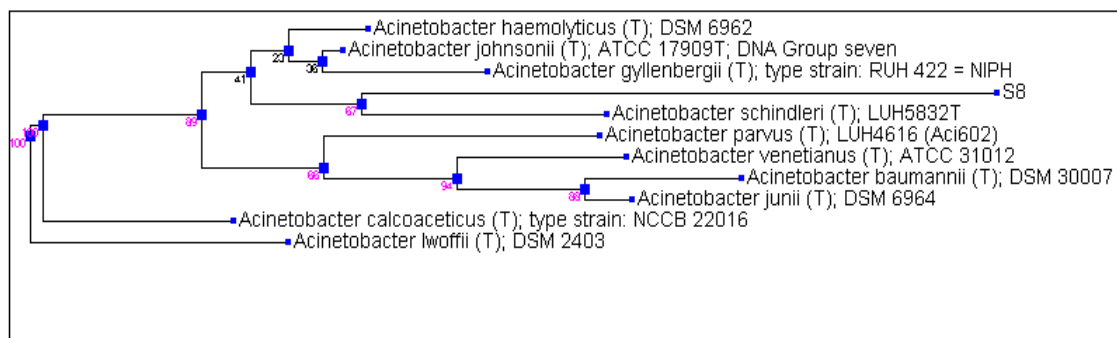 Acinetobacter haemolyticus (T); DSM 6962
23
Acinetobacter johnsonii (T); ATCC 17909T; DNA Group seven
36
Acinetobacter gyllenbergii (T); type strain: RUH 422 = NIPH
41
S8
67
Acinetobacter schindleri (T); LUH5832T
89
Acinetobacter parvus (T); LUH4616 (Aci602)
100
Acinetobacter venetianus (T); ATCC 31012
66
Acinetobacter baumannii (T); DSM 30007
94
Acinetobacter junii (T); DSM 6964
Acinetobacter calcoaceticus (T); type strain: NCCB 22016
Acinetobacter lwoffii (T); DSM 2403